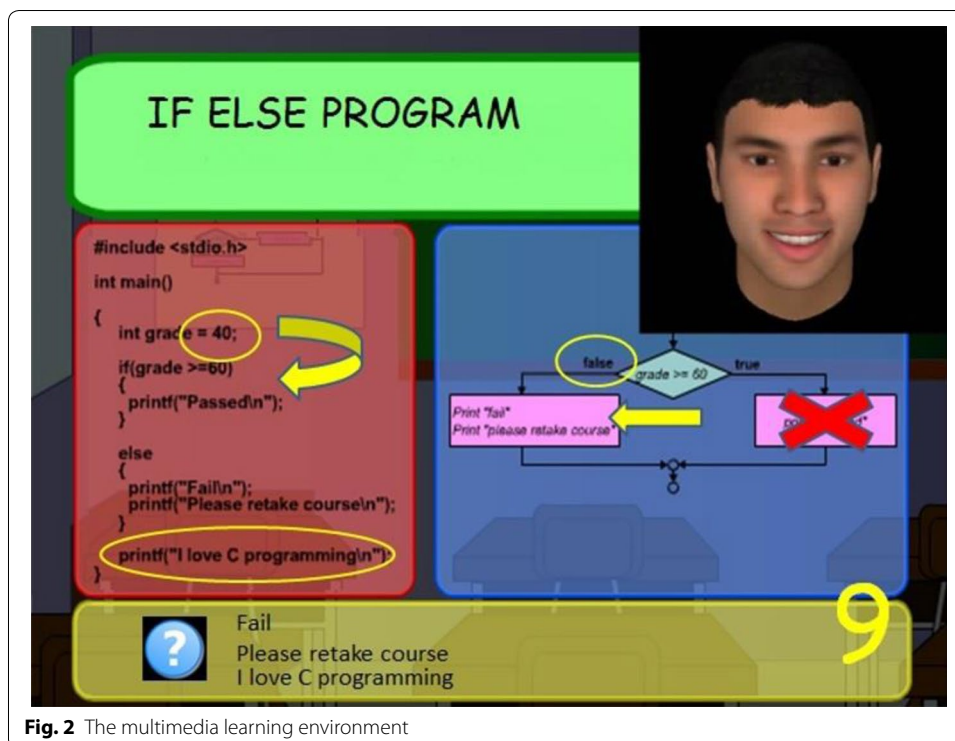 IF ELSE PROGRAM
#include <stdio.h>
int main()
{
int grade = 40;
if(grade >=60)
{
printf("Passed\n");
}
else
{
printf("Fail\n");
printf("Please retake course\n");
}
printf("I love C programming\n");
}
false
grade >= 60
true
Print "fail"
Print "please retake course"
?
Fail
Please retake course
I love C programming
9
Fig. 2 The multimedia learning environment